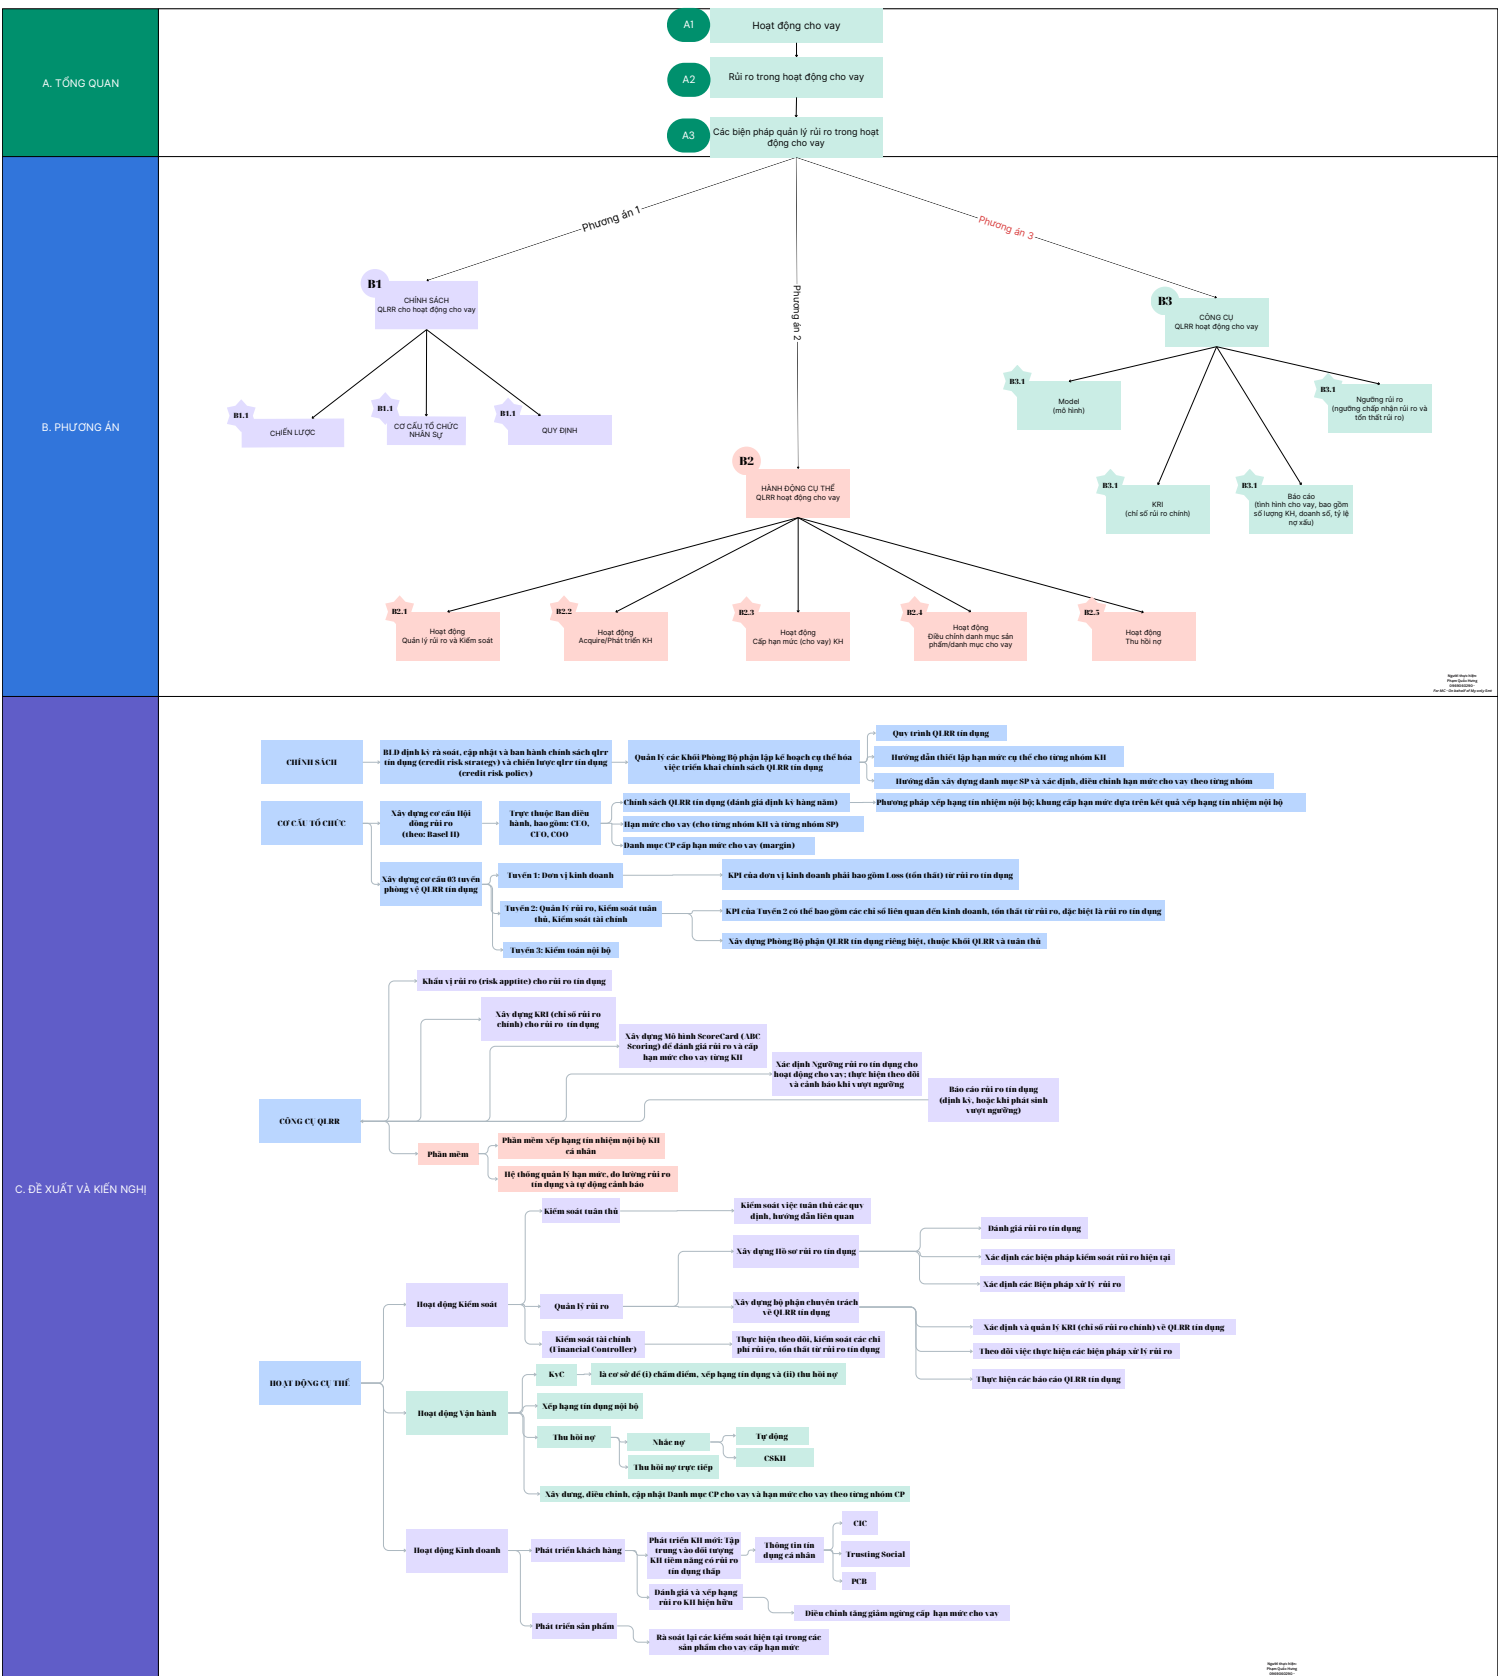 A. TỔNG QUAN
A1
Hoạt động cho vay
A2
Rủi ro trong hoạt động cho vay
A3
Các biện pháp quản lý rủi ro trong hoạt
động cho vay
B. PHƯƠNG ÁN
Phương án 1
Phương án 2
Phương án 3
B1
CHÍNH SÁCH
QLRR cho hoạt động cho vay
B1.1
CHIẾN LƯỢC
B1.1
CƠ CẤU TỔ CHỨC
NHÂN SỰ
B1.1
QUY ĐỊNH
B3
CÔNG CỤ
QLRR hoạt động cho vay
B3.1
Model
(mô hình)
B3.1
Ngưỡng rủi ro
(ngưỡng chấp nhận rủi ro và
tổn thất rủi ro)
B3.1
KRI
(chỉ số rủi ro chính)
B3.1
Báo cáo
(tình hình cho vay, bao gồm
số lượng KH, doanh số, tỷ lệ
nợ xấu)
B2
HÀNH ĐỘNG CỤ THỂ
QLRR hoạt động cho vay
B2.1
Hoạt động
Quản lý rủi ro và Kiểm soát
B2.2
Hoạt động
Acquire/Phát triển KH
B2.3
Hoạt động
Cấp hạn mức (cho vay) KH
B2.4
Hoạt động
Điều chỉnh danh mục sản
phẩm/danh mục cho vay
B2.5
Hoạt động
Thu hồi nợ
Người thực hiện:
Phạm Quốc Hưng
C. ĐỀ XUẤT VÀ KIẾN NGHỊ
CHÍNH SÁCH
BLD định kỳ rà soát, cập nhật và ban hành chính sách qlrr
tín dụng (credit risk strategy) và chiến lược qlrr tín dụng
(credit risk policy)
Quản lý các Khối Phòng Bộ phận lập kế hoạch cụ thể hóa
việc triển khai chính sách QLRR tín dụng
Quy trình QLRR tín dụng
Hướng dẫn thiết lập hạn mức cụ thể cho từng nhóm KH
Hướng dẫn xây dựng danh mục SP và xác định, điều chỉnh hạn mức cho vay theo từng nhóm
CƠ CẤU TỔ CHỨC
Xây dựng cơ cấu Hội
đồng rủi ro
(theo: Basel II)
Trực thuộc Ban điều
hành, bao gồm: CEO,
CFO, COO
Chính sách QLRR tín dụng (đánh giá định kỳ hàng năm)
Phương pháp xếp hạng tín nhiệm nội bộ; khung cấp hạn mức dựa trên kết quả xếp hạng tín nhiệm nội bộ
Hạn mức cho vay (cho từng nhóm KH và từng nhóm SP)
Danh mục CP cấp hạn mức cho vay (margin)
Xây dựng cơ cấu 03 tuyến
phòng vệ QLRR tín dụng
Tuyến 1: Đơn vị kinh doanh
KPI của đơn vị kinh doanh phải bao gồm Loss (tổn thất) từ rủi ro tín dụng
Tuyến 2: Quản lý rủi ro, Kiểm soát tuân
thủ, Kiểm soát tài chính
KPI của Tuyến 2 có thể bao gồm các chỉ số liên quan đến kinh doanh, tổn thất từ rủi ro, đặc biệt là rủi ro tín dụng
Xây dựng Phòng Bộ phận QLRR tín dụng riêng biệt, thuộc Khối QLRR và tuân thủ
Tuyến 3: Kiểm toán nội bộ
CÔNG CỤ QLRR
Khẩu vị rủi ro (risk apptite) cho rủi ro tín dụng
Xây dựng KRI (chỉ số rủi ro
chính) cho rủi ro tín dụng
Xây dựng Mô hình ScoreCard (ABC
Scoring) để đánh giá rủi ro và cấp
hạn mức cho vay từng KH
Xác định Ngưỡng rủi ro tín dụng cho
hoạt động cho vay; thực hiện theo dõi
và cảnh báo khi vượt ngưỡng
Báo cáo rủi ro tín dụng
(định kỳ, hoặc khi phát sinh
vượt ngưỡng)
Phần mềm
Phần mềm xếp hạng tín nhiệm nội bộ KH
cá nhân
Hệ thống quản lý hạn mức, đo lường rủi ro
tín dụng và tự động cảnh báo
HOẠT ĐỘNG CỤ THỂ
Hoạt động Kiểm soát
Kiểm soát tuân thủ
Kiểm soát việc tuân thủ các quy
định, hướng dẫn liên quan
Quản lý rủi ro
Xây dựng Hồ sơ rủi ro tín dụng
Đánh giá rủi ro tín dụng
Xác định các biện pháp kiểm soát rủi ro hiện tại
Xác định các Biện pháp xử lý rủi ro
Xây dựng bộ phận chuyên trách
về QLRR tín dụng
Xác định và quản lý KRI (chỉ số rủi ro chính) về QLRR tín dụng
Theo dõi việc thực hiện các biện pháp xử lý rủi ro
Thực hiện các báo cáo QLRR tín dụng
Kiểm soát tài chính
(Financial Controller)
Thực hiện theo dõi, kiểm soát các chi
phí rủi ro, tổn thất từ rủi ro tín dụng
Hoạt động Vận hành
KyC
là cơ sở để (i) chấm điểm, xếp hạng tín dụng và (ii) thu hồi nợ
Xếp hạng tín dụng nội bộ
Thu hồi nợ
Nhắc nợ
Tự động
CSKH
Thu hồi nợ trực tiếp
Xây dưng, điều chỉnh, cập nhật Danh mục CP cho vay và hạn mức cho vay theo từng nhóm CP
Hoạt động Kinh doanh
Phát triển khách hàng
Phát triển KH mới: Tập
trung vào đối tượng
KH tiềm năng có rủi ro
tín dụng thấp
Thông tin tín
dụng cá nhân
CIC
Trusting Social
PCB
Đánh giá và xếp hạng
rủi ro KH hiện hữu
Điều chỉnh tăng giảm ngừng cấp hạn mức cho vay
Phát triển sản phẩm
Rà soát lại các kiểm soát hiện tại trong các
sản phẩm cho vay cấp hạn mức
Người thực hiện:
Phạm Quốc Hưng